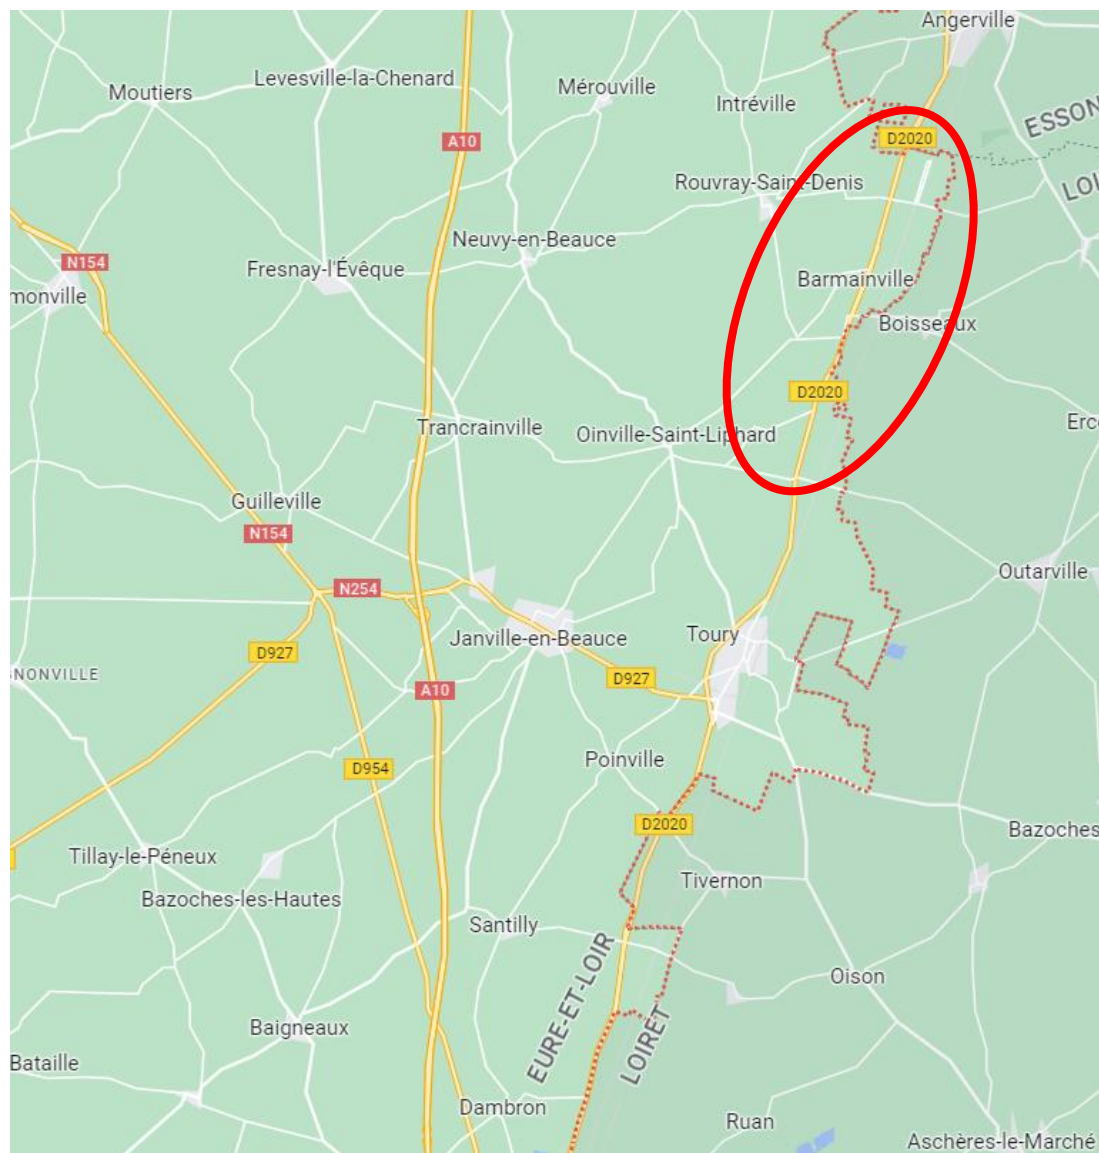 Angerville
Levesville-la-Chenard
Moutiers
Mérouville
Intréville
ESSON
A10
D2020
Rouvray-Saint-Denis
LOI
Neuvy-en-Beauce
N154
Fresnay-l'Évêque
Barmainville
monville
Boisseaux
D2020
Trancrainville
Oinville-Saint-Liphard
Erc
Guilleville
N154
Outarville
N254
Janville-en-Beauce
Toury
D927
NONVILLE
D927
A10
Poinville
D954
D2020
Bazoches
Tillay-le-Péneux
Tivernon
Bazoches-les-Hautes
Santilly
EURE-ET-LOIR
Oison
Baigneaux
LOIRET
Bataille
Dambron
Ruan
Aschères-le-Marché